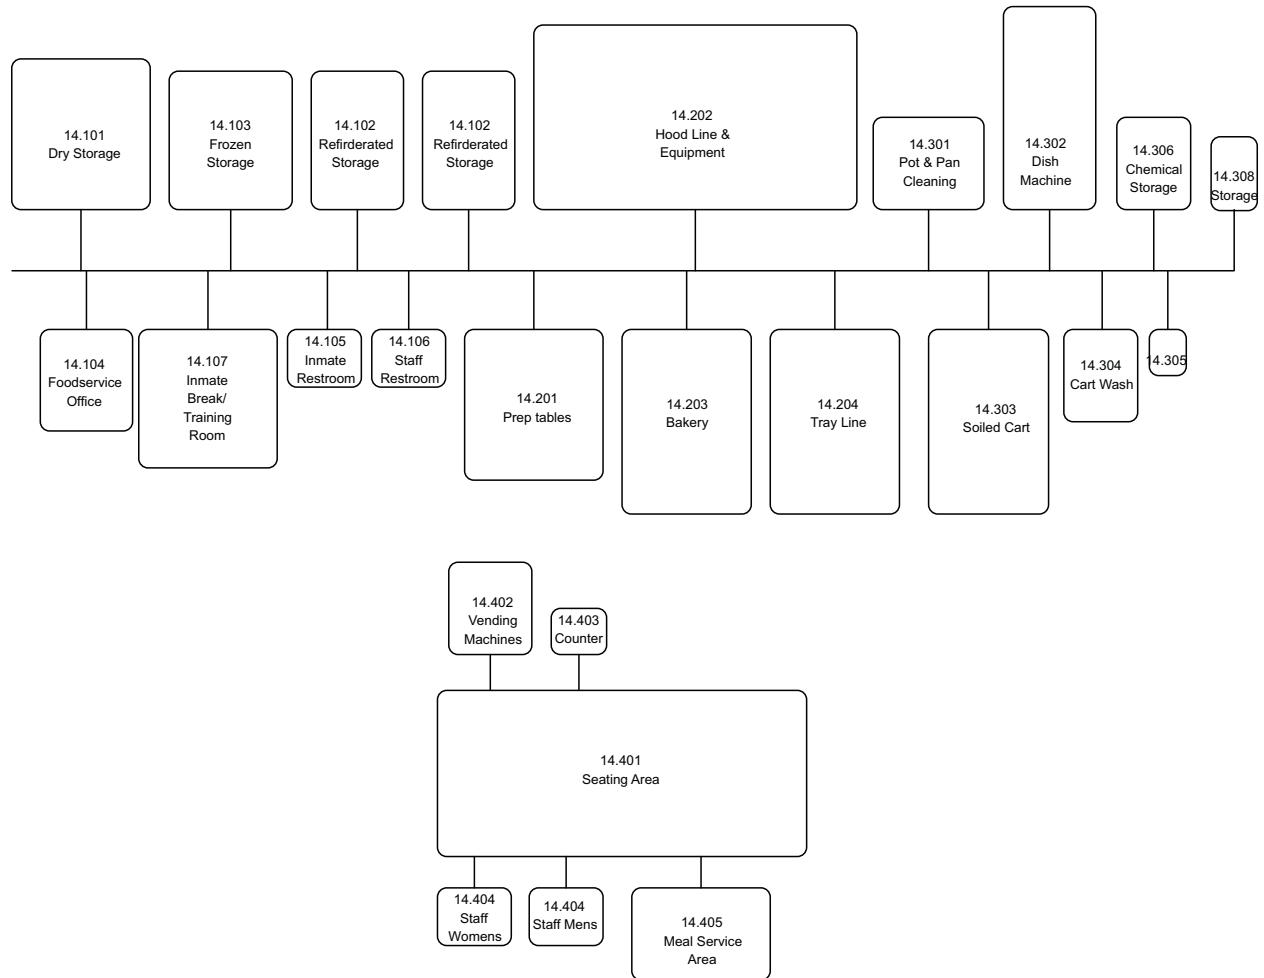 14.101
Dry Storage
14.103
Frozen
Storage
14.102
Refirderated
Storage
14.102
Refirderated
Storage
14.202
Hood Line &
Equipment
14.301
Pot & Pan
Cleaning
14.302
Dish
Machine
14.306
Chemical
Storage
14.308
Storage
14.104
Foodservice
Office
14.107
Inmate
Break/
Training
Room
14.105
Inmate
Restroom
14.106
Staff
Restroom
14.201
Prep tables
14.203
Bakery
14.204
Tray Line
14.303
Soiled Cart
14.304
Cart Wash
14.305
14.402
Vending
Machines
14.403
Counter
14.401
Seating Area
14.404
Staff
Womens
14.404
Staff Mens
14.405
Meal Service
Area